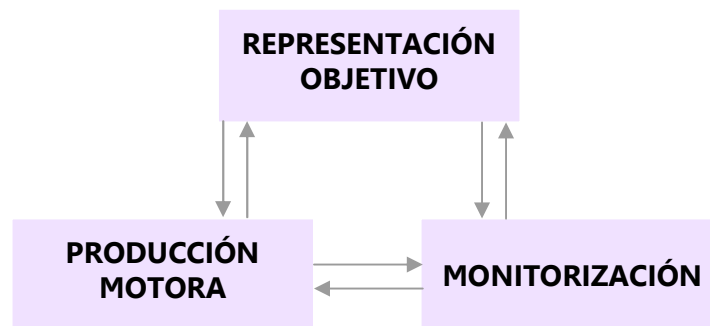 REPRESENTACIÓN
OBJETIVO
PRODUCCIÓN
MOTORA
MONITORIZACIÓN